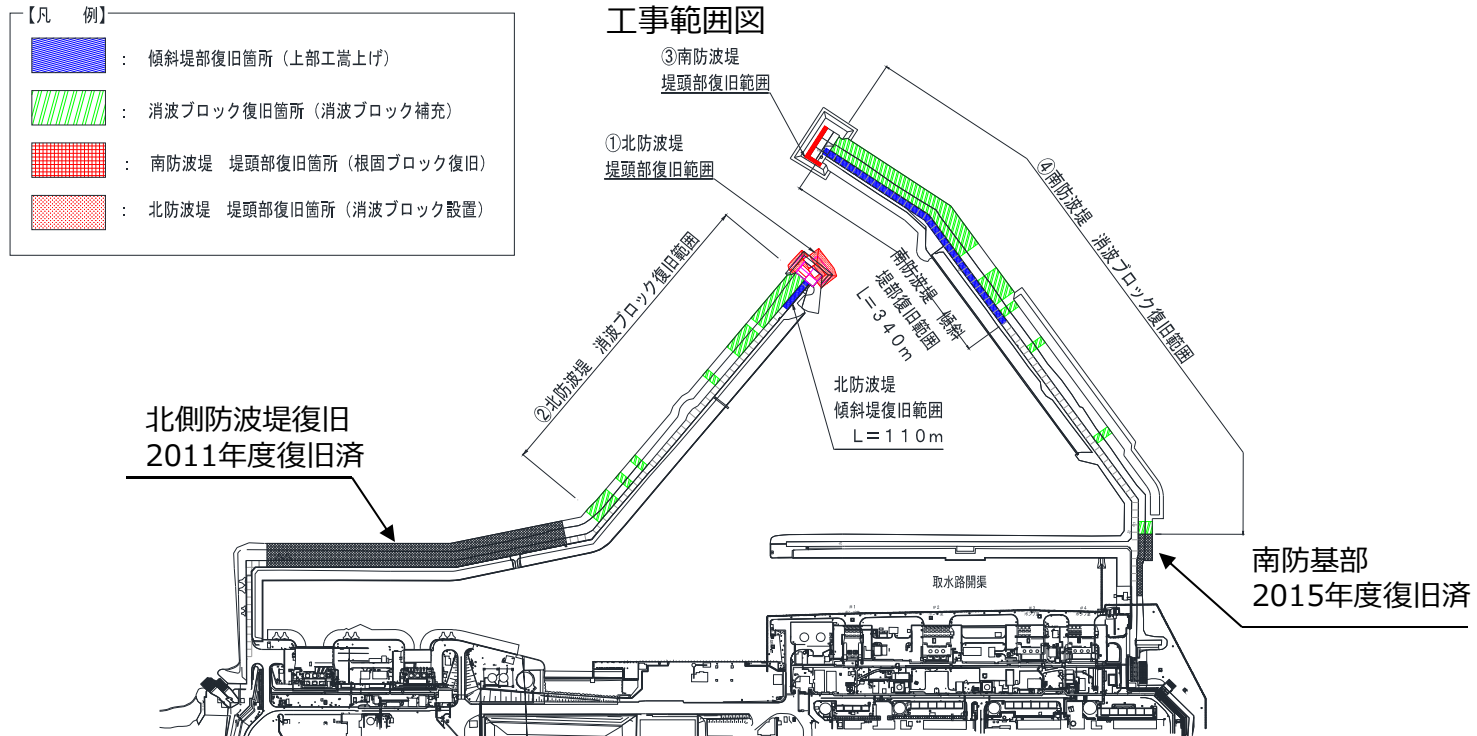 工事範囲図
【凡　例】
： 傾斜堤部復旧箇所（上部工嵩上げ）
： 消波ブロック復旧箇所（消波ブロック補充）
： 南防波堤　堤頭部復旧箇所（根固ブロック復旧）
： 北防波堤　堤頭部復旧箇所（消波ブロック設置）
③南防波堤
堤頭部復旧範囲
①北防波堤
堤頭部復旧範囲
②北防波堤　消波ブロック復旧範囲
④南防波堤　消波ブロック復旧範囲
南防波堤　傾斜
堤部復旧範囲
L＝３４０ｍ
北防波堤
傾斜堤復旧範囲
L＝１１０ｍ
北側防波堤復旧
2011年度復旧済
南防基部
2015年度復旧済
取水路開渠